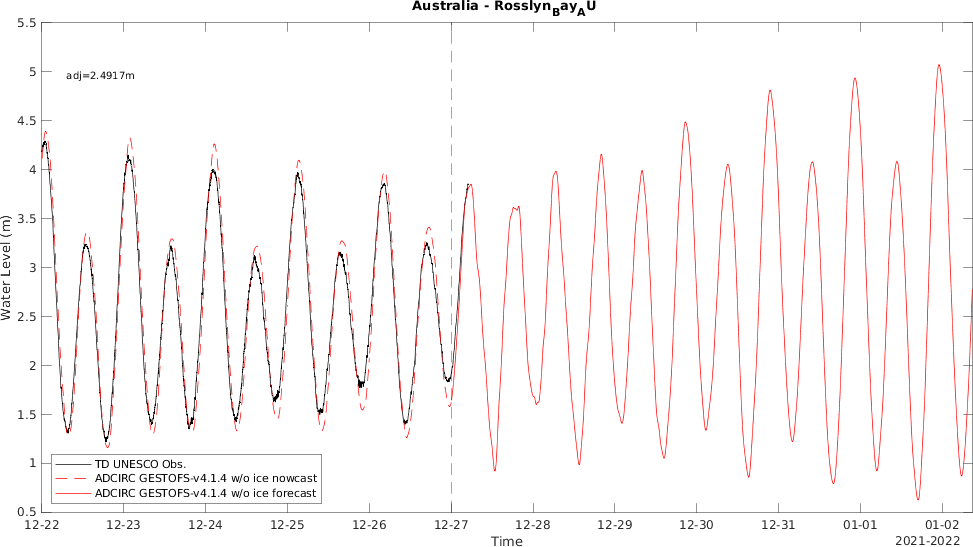 Australia - RosslynBayAU
adj=2.4917m
Water Level (m)
5.5
5
4.5
4
3.5
3
2.5
2
1.5
1
0.5
TD UNESCO Obs.
ADCIRC GESTOFS-v4.1.4 w/o ice nowcast
ADCIRC GESTOFS-v4.1.4 w/o ice forecast
12-22 12-23 12-24 12-25 12-26 12-27 12-28 12-29 12-30 12-31 01-01 01-02
Time
2021-2022